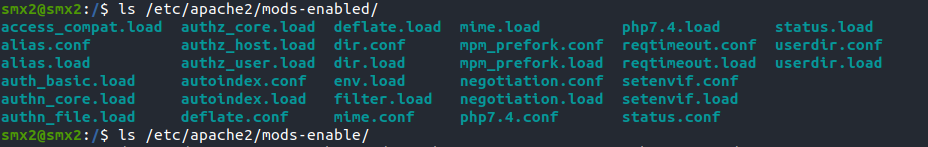 smx2@smx2:/$ ls /etc/apache2/mods-enabled/
access_compat.load authz_core.load deflate.load mime.load php7.4.load status.load
alias.conf authz_host.load dir.conf mpm_prefork.conf reqtimeout.conf userdir.conf
alias.load authz_user.load dir.load mpm_prefork.load reqtimeout.load userdir.load
auth_basic.load autoindex.conf env.load negotiation.conf setenvif.conf
authn_core.load autoindex.load filter.load negotiation.load setenvif.load
authn_file.load deflate.conf mime.conf php7.4.conf status.conf
smx2@smx2:/$ ls /etc/apache2/mods-enable/